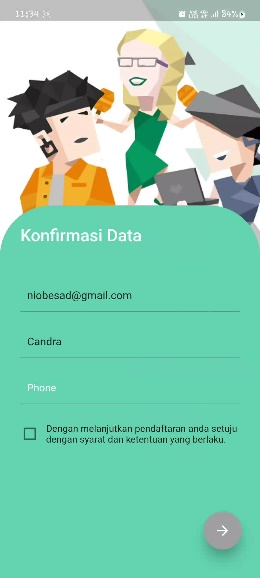 11:34
84%
Konfirmasi Data
niobesad@gmail.com
Candra
Phone
Dengan melanjutkan pendaftaran anda setuju
dengan syarat dan ketentuan yang berlaku.